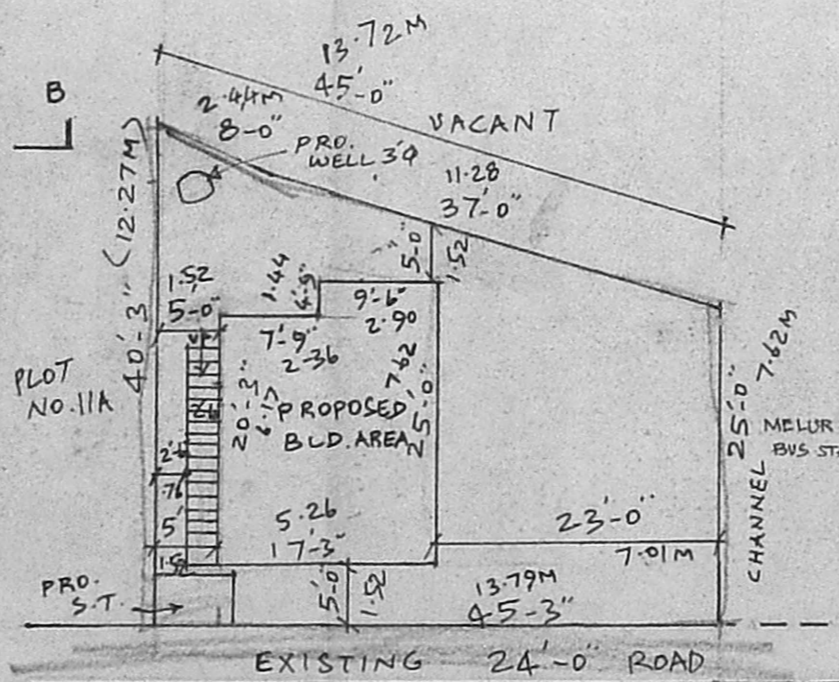 13.72M
45'-0"
B
2.44M
8-0"
VACANT
PRO.
WELL 3'Φ
11.28
37'-0"
(12.27M)
40'-3"
5-0"
1.52
1.52
5-0"
1.44
9'-6"
2.90
7'-9"
2.36
7.62
25'-0"
20'-3"
6.17
PLOT
NO.11A
PROPOSED
BLD. AREA
7.62M
25'-0"
MELUR
BUS ST
CHANNEL
.76
5'
1.52
5.26
17'-3"
23'-0"
7.01M
PRO.
S.T.
5'-0"
1.52
13.79M
45-3"
EXISTING 24'-0" ROAD